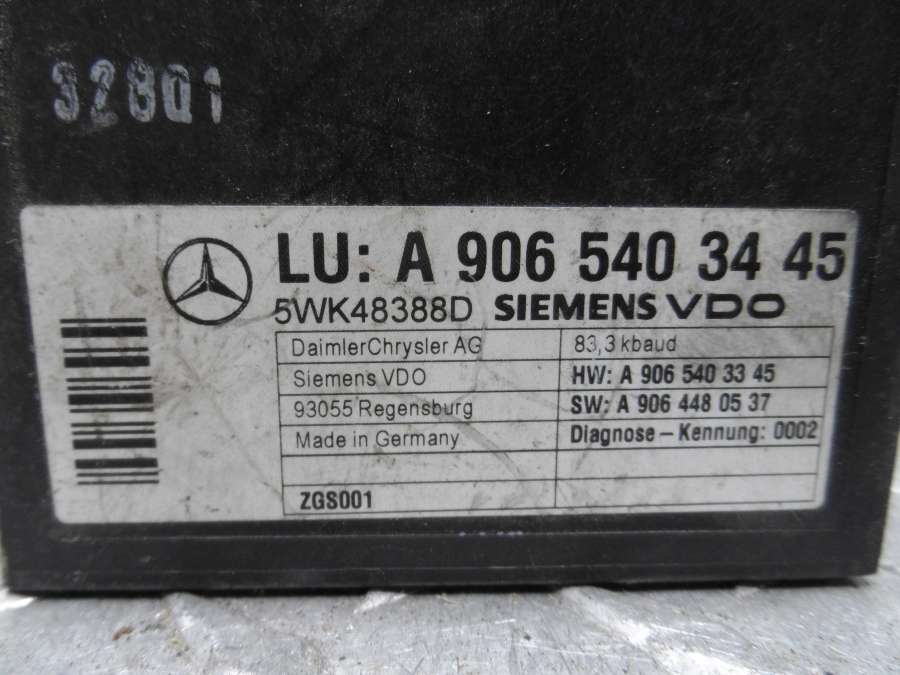 328Q1
LU: A 906 540 34 45
5WK48388D SIEMENS VDO
DaimlerChrysler AG 83,3 kbaud
Siemens VDO HW: A 906 540 33 45
93055 Regensburg SW: A 906 448 05 37
Made in Germany Diagnose – Kennung: 0002
ZGS001